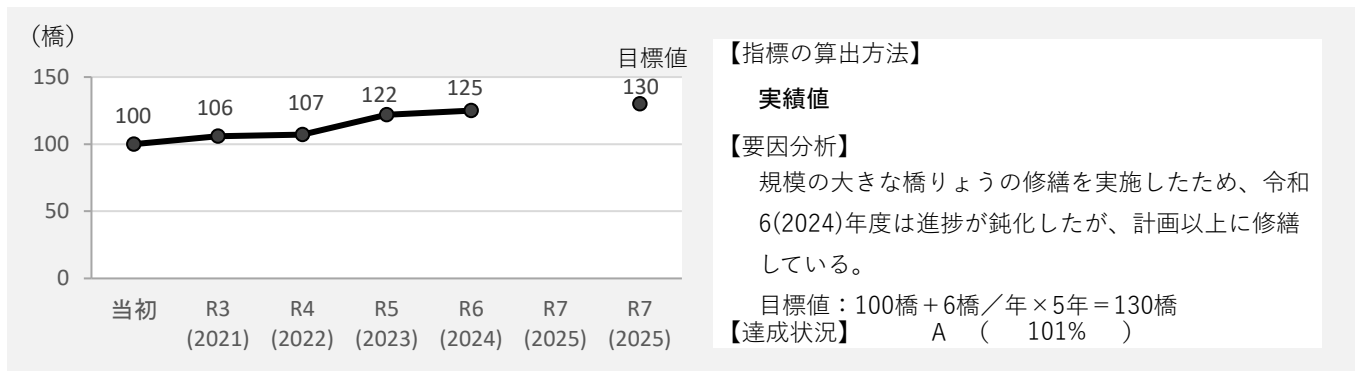 （橋）
目標値
150
100
50
0
100
106
107
122
125
130
当初
R3
(2021)
R4
(2022)
R5
(2023)
R6
(2024)
R7
(2025)
R7
(2025)
【指標の算出方法】
実績値
【要因分析】
規模の大きな橋りょうの修繕を実施したため、令和
6(2024)年度は進捗が鈍化したが、計画以上に修繕
している。
目標値：100橋＋6橋／年×5年＝130橋
【達成状況】 A （ 101% ）